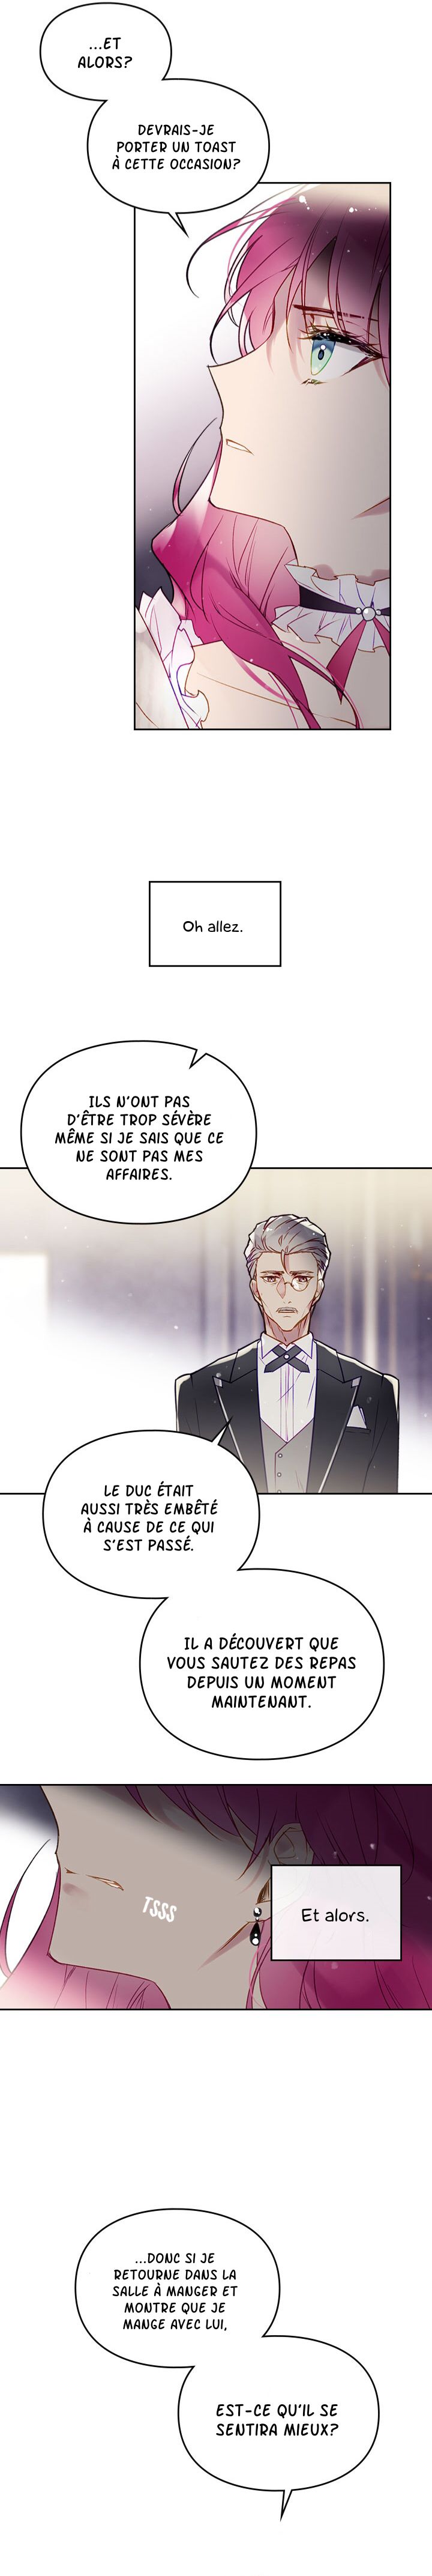 ...ET
ALORS?
DEVRAIS-JE
PORTER UN TOAST
À CETTE OCCASION?
Oh allez.
ILS N'ONT PAS
D'ÊTRE TROP SÉVÈRE
MÊME SI JE SAIS QUE CE
NE SONT PAS MES
AFFAIRES.
LE DUC ÉTAIT
AUSSI TRÈS EMBÊTÉ
À CAUSE DE CE QUI
S'EST PASSÉ.
IL A DÉCOUVERT QUE
VOUS SAUTEZ DES REPAS
DEPUIS UN MOMENT
MAINTENANT.
TSSS
Et alors.
...DONC SI JE
RETOURNE DANS LA
SALLE À MANGER ET
MONTRE QUE JE
MANGE AVEC LUI,
EST-CE QU'IL SE
SENTIRA MIEUX?